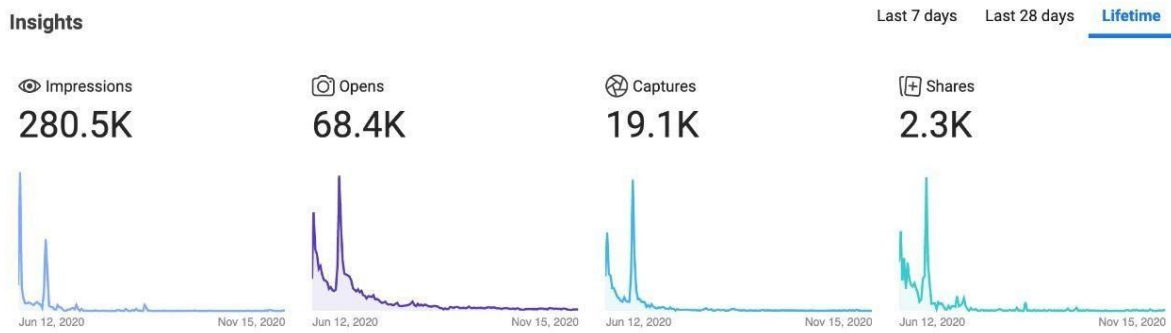 Insights
Last 7 days Last 28 days Lifetime
Impressions Opens Captures Shares
280.5K 68.4K 19.1K 2.3K
Jun 12, 2020 Nov 15, 2020 Jun 12, 2020 Nov 15, 2020 Jun 12, 2020 Nov 15, 2020 Jun 12, 2020 Nov 15, 2020